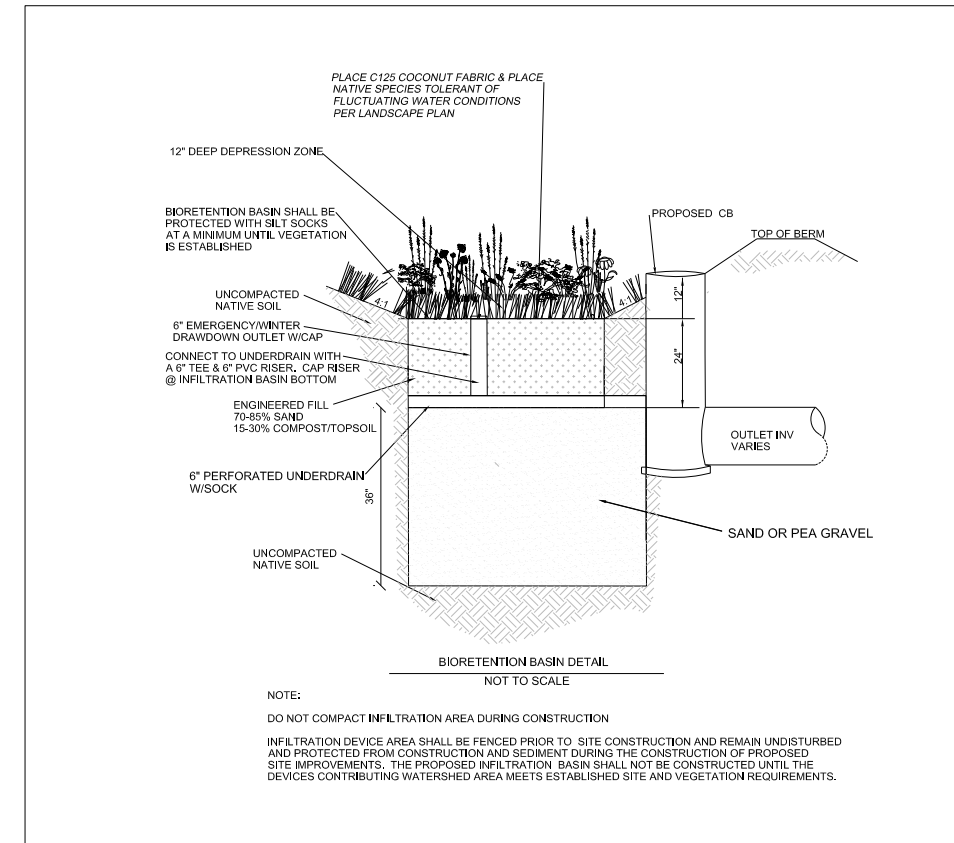 PLACE C125 COCONUT FABRIC & PLACE
NATIVE SPECIES TOLERANT OF
FLUCTUATING WATER CONDITIONS
PER LANDSCAPE PLAN
12" DEEP DEPRESSION ZONE
BIORETENTION BASIN SHALL BE
PROTECTED WITH SILT SOCKS
AT A MINIMUM UNTIL VEGETATION
IS ESTABLISHED
PROPOSED CB
TOP OF BERM
UNCOMPACTED
NATIVE SOIL
4:1
4:1
12"
6" EMERGENCY/WINTER
DRAWDOWN OUTLET W/CAP
CONNECT TO UNDERDRAIN WITH
A 6" TEE & 6" PVC RISER. CAP RISER
@ INFILTRATION BASIN BOTTOM
24"
ENGINEERED FILL
70-85% SAND
15-30% COMPOST/TOPSOIL
OUTLET INV
VARIES
6" PERFORATED UNDERDRAIN
W/SOCK
36"
SAND OR PEA GRAVEL
UNCOMPACTED
NATIVE SOIL
BIORETENTION BASIN DETAIL
NOT TO SCALE
NOTE:
DO NOT COMPACT INFILTRATION AREA DURING CONSTRUCTION
INFILTRATION DEVICE AREA SHALL BE FENCED PRIOR TO SITE CONSTRUCTION AND REMAIN UNDISTURBED
AND PROTECTED FROM CONSTRUCTION AND SEDIMENT DURING THE CONSTRUCTION OF PROPOSED
SITE IMPROVEMENTS. THE PROPOSED INFILTRATION BASIN SHALL NOT BE CONSTRUCTED UNTIL THE
DEVICES CONTRIBUTING WATERSHED AREA MEETS ESTABLISHED SITE AND VEGETATION REQUIREMENTS.